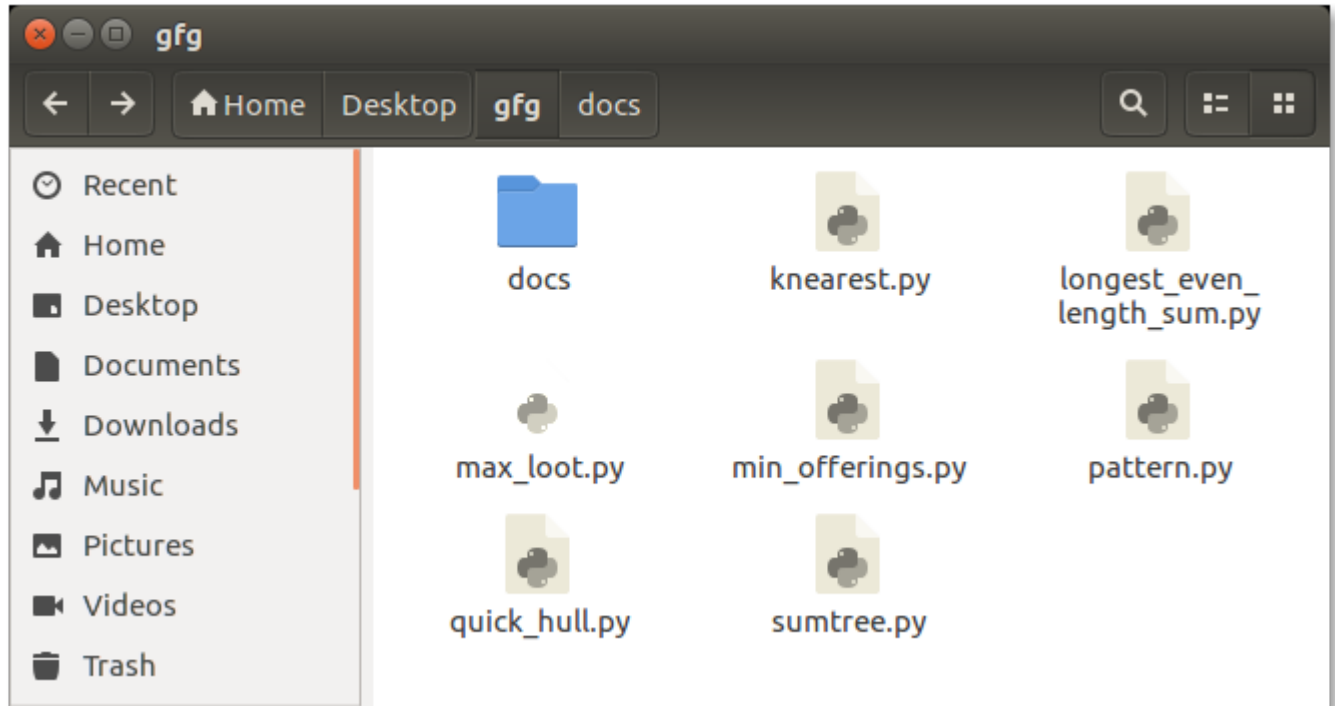 gfg
Home Desktop gfg docs
Recent
Home
Desktop
Documents
Downloads
Music
Pictures
Videos
Trash
docs
knearest.py
longest_even_
length_sum.py
max_loot.py
min_offerings.py
pattern.py
quick_hull.py
sumtree.py